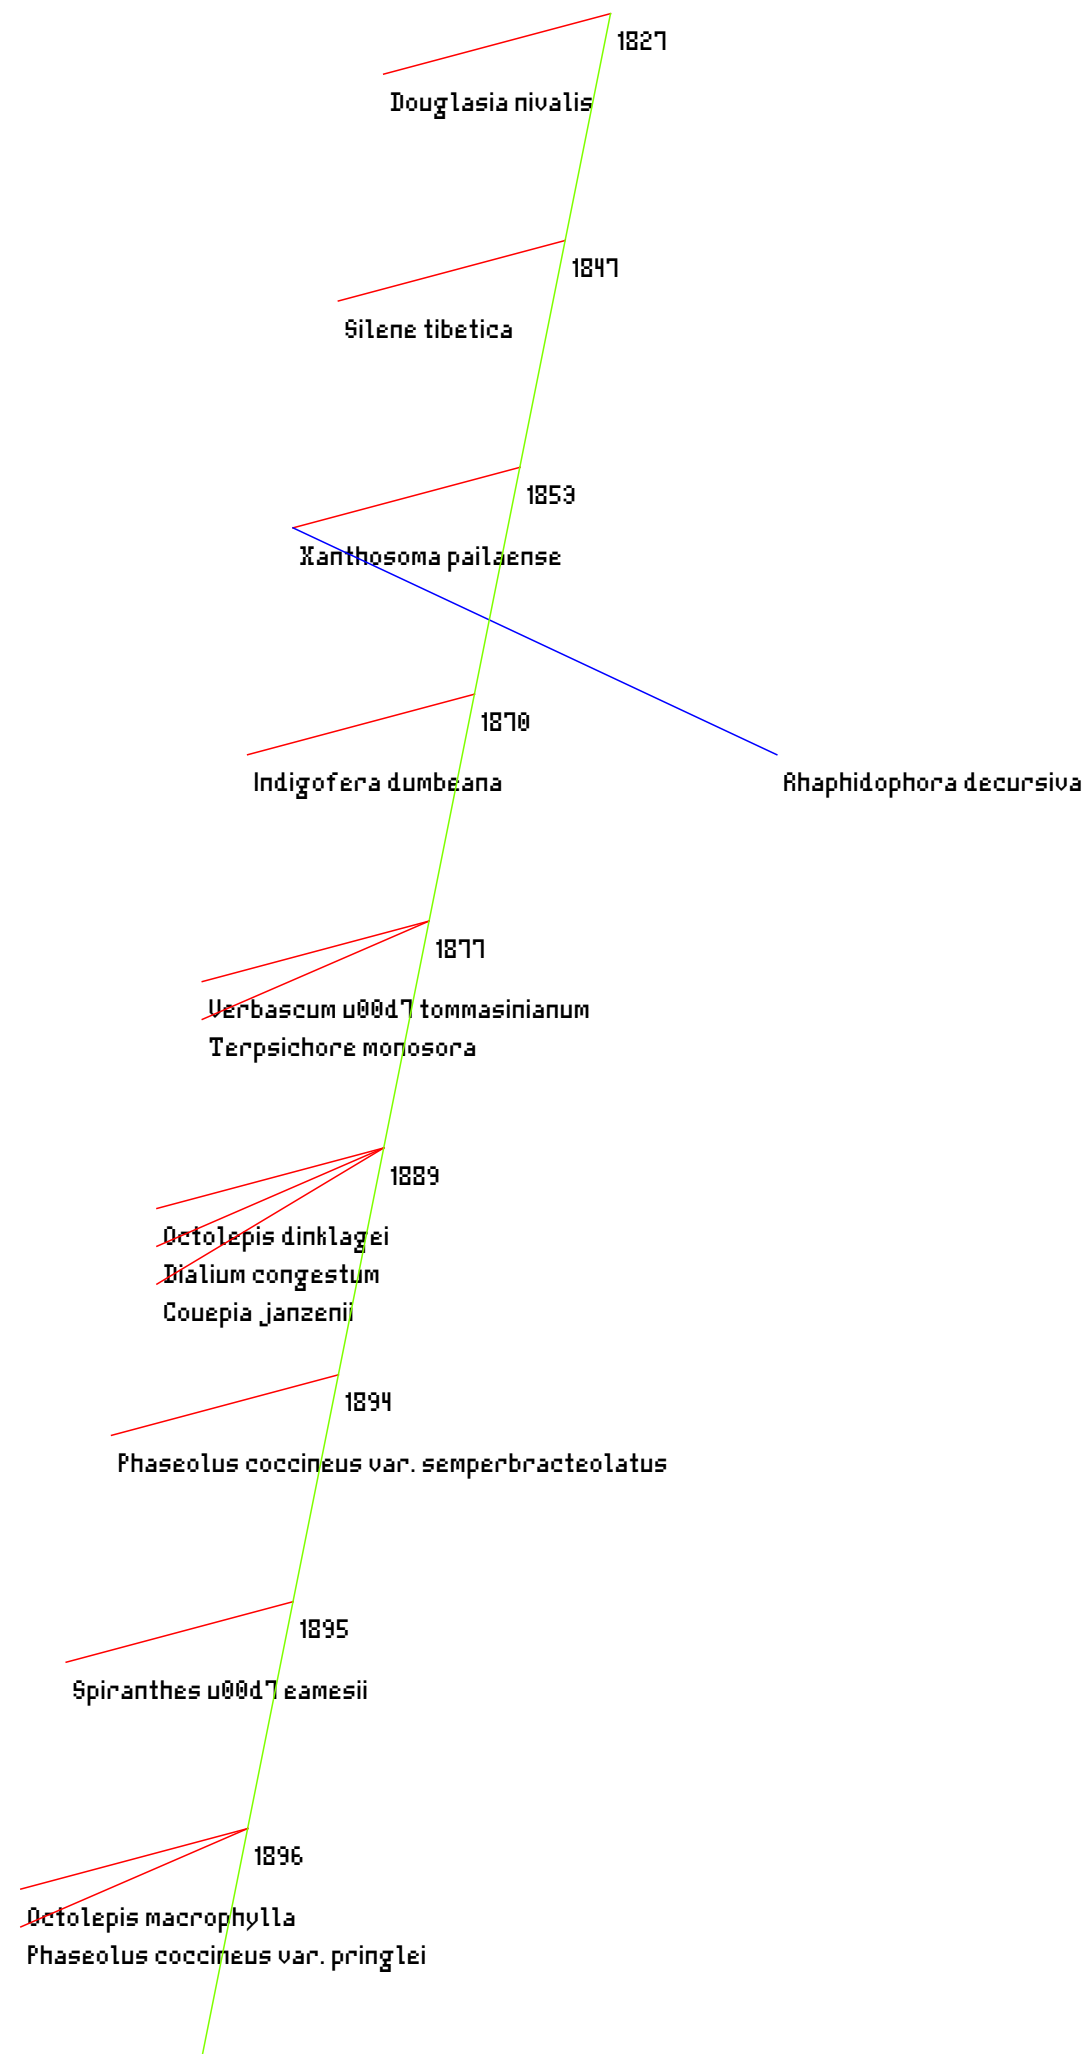 1827
Douglasia nivalis
1847
Silene tibetica
1859
Xanthosoma pailaense
1870
Indigofera dumbeana
Rhaphidophora decursiva
1877
Verbascum u00d7 tommasinianum
Terpsichore monosora
1889
Octolepis dinklagei
Dialium congestum
Couepia janzenii
1894
Phaseolus coccineus var. semperbracteolatus
1895
Spiranthes u00d7 eamesii
1896
Octolepis macrophylla
Phaseolus coccineus var. pringlei